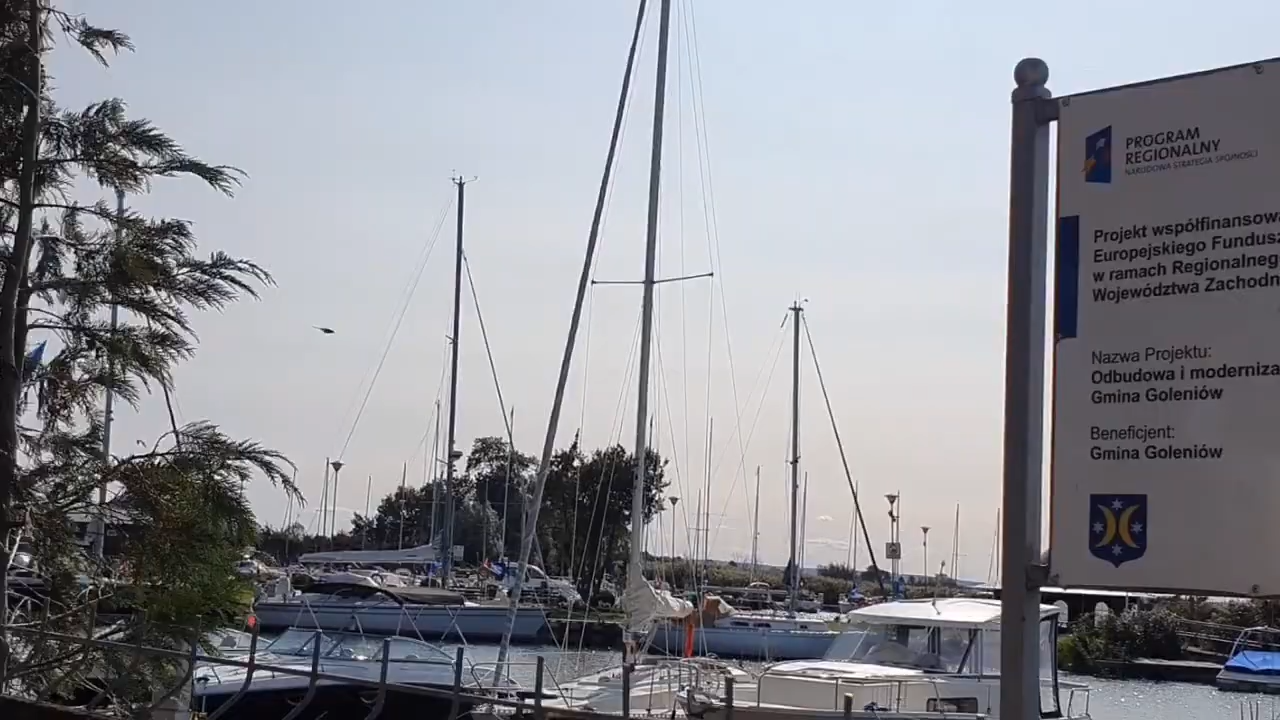 PROGRAM
REGIONALNY
NARODOWA STRATEGIA SPÓJNOŚCI
Projekt współfinansowa
Europejskiego Fundusz
w ramach Regionalneg
Województwa Zachodn
Nazwa Projektu:
Odbudowa i moderniza
Gmina Goleniów
Beneficjent:
Gmina Goleniów